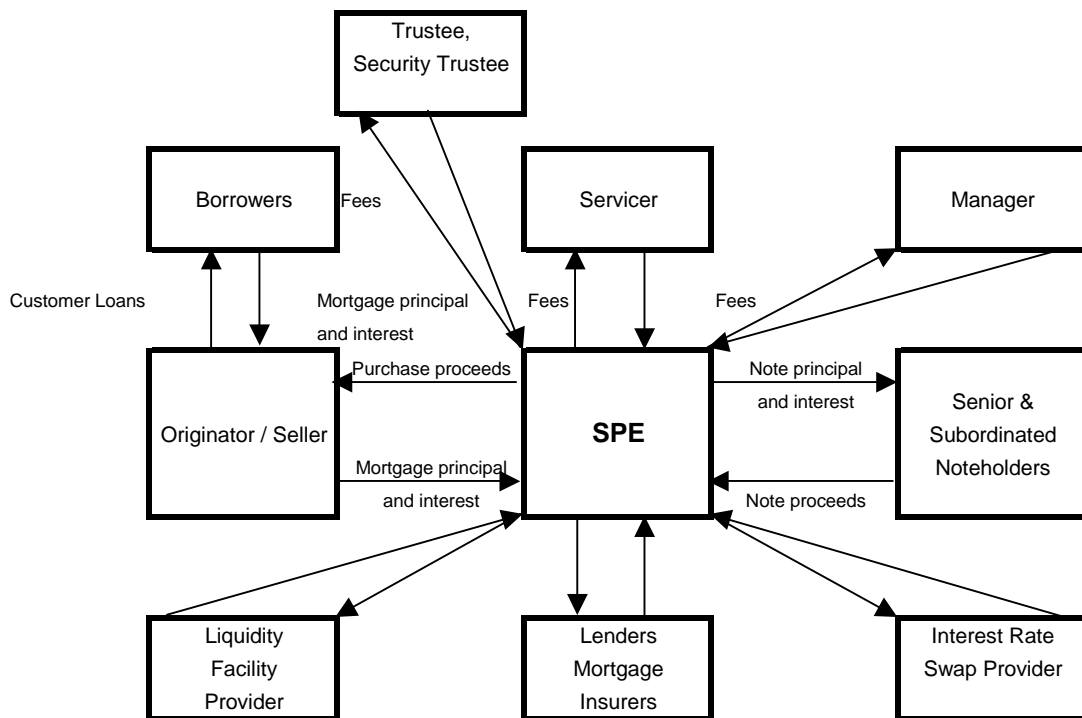 Trustee,
Security Trustee
Borrowers
Fees
Servicer
Manager
Customer Loans
Mortgage principal
and interest
Fees
Fees
Purchase proceeds
Note principal
and interest
Originator / Seller
SPE
Senior &
Subordinated
Noteholders
Mortgage principal
and interest
Note proceeds
Liquidity
Facility
Provider
Lenders
Mortgage
Insurers
Interest Rate
Swap Provider